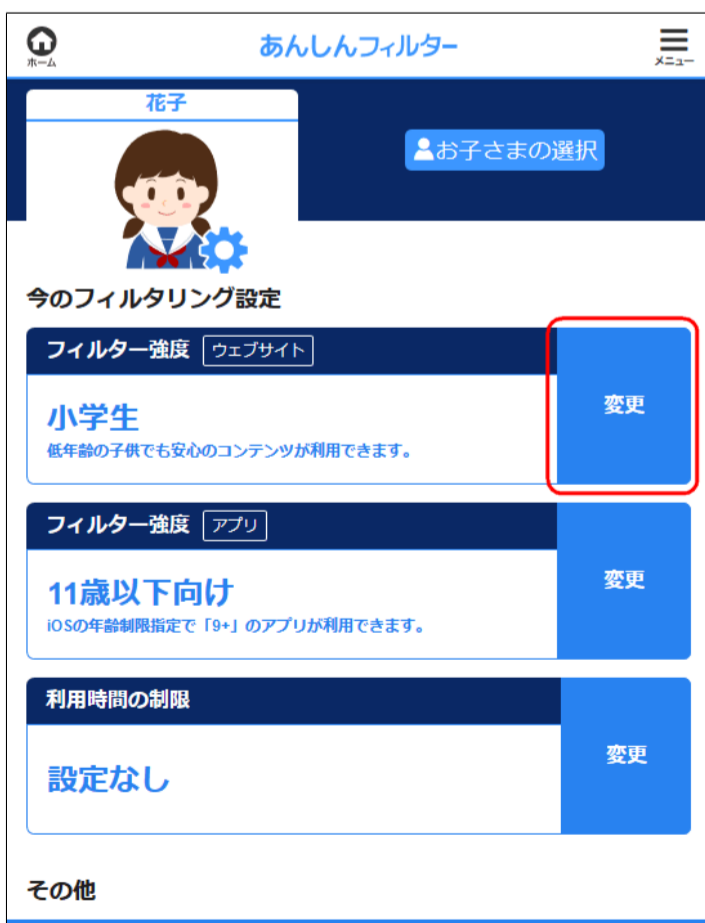 ホーム
あんしんフィルター
メニュー
花子
お子さまの選択
今のフィルタリング設定
フィルター強度 ウェブサイト
変更
小学生
低年齢の子供でも安心のコンテンツが利用できます。
フィルター強度 アプリ
変更
11歳以下向け
iOSの年齢制限指定で「9+」のアプリが利用できます。
利用時間の制限
変更
設定なし
その他